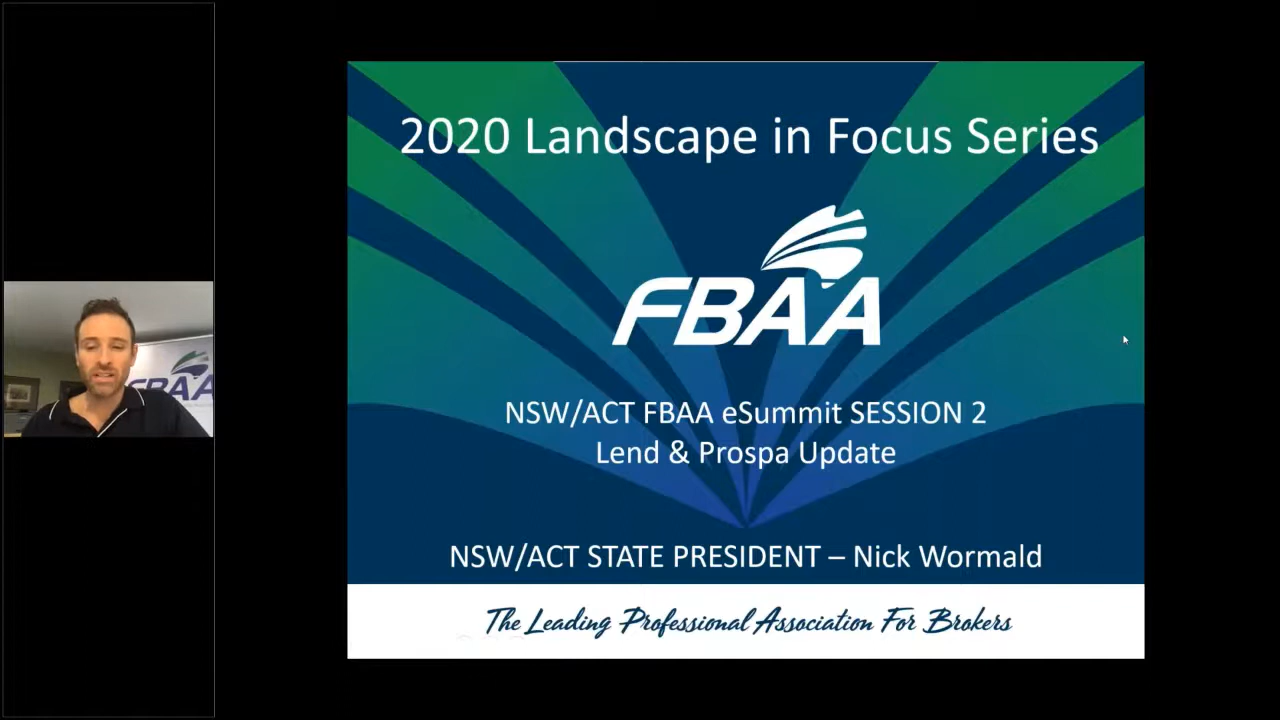 2020 Landscape in Focus Series
FBAA
NSW/ACT FBAA eSummit SESSION 2
Lend & Prospa Update
NSW/ACT STATE PRESIDENT – Nick Wormald
The Leading Professional Association For Brokers
FBAA